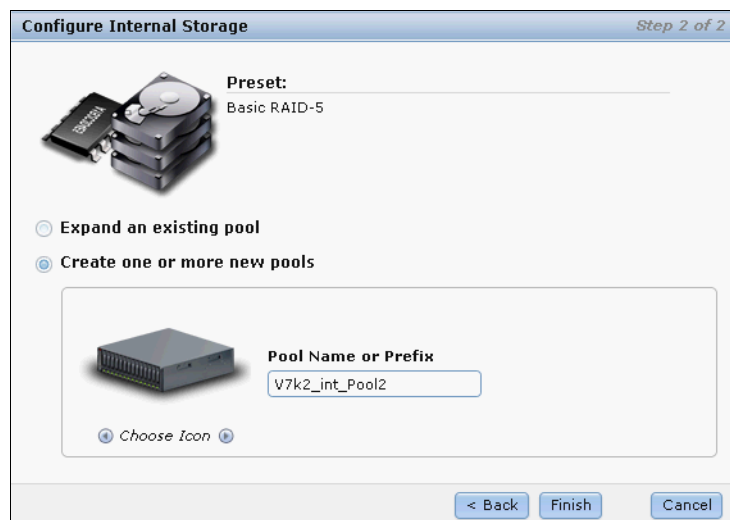 Configure Internal Storage
Step 2 of 2
Preset:
Basic RAID-5
Expand an existing pool
Create one or more new pools
Pool Name or Prefix
V7k2_int_Pool2
Choose Icon
< Back
Finish
Cancel